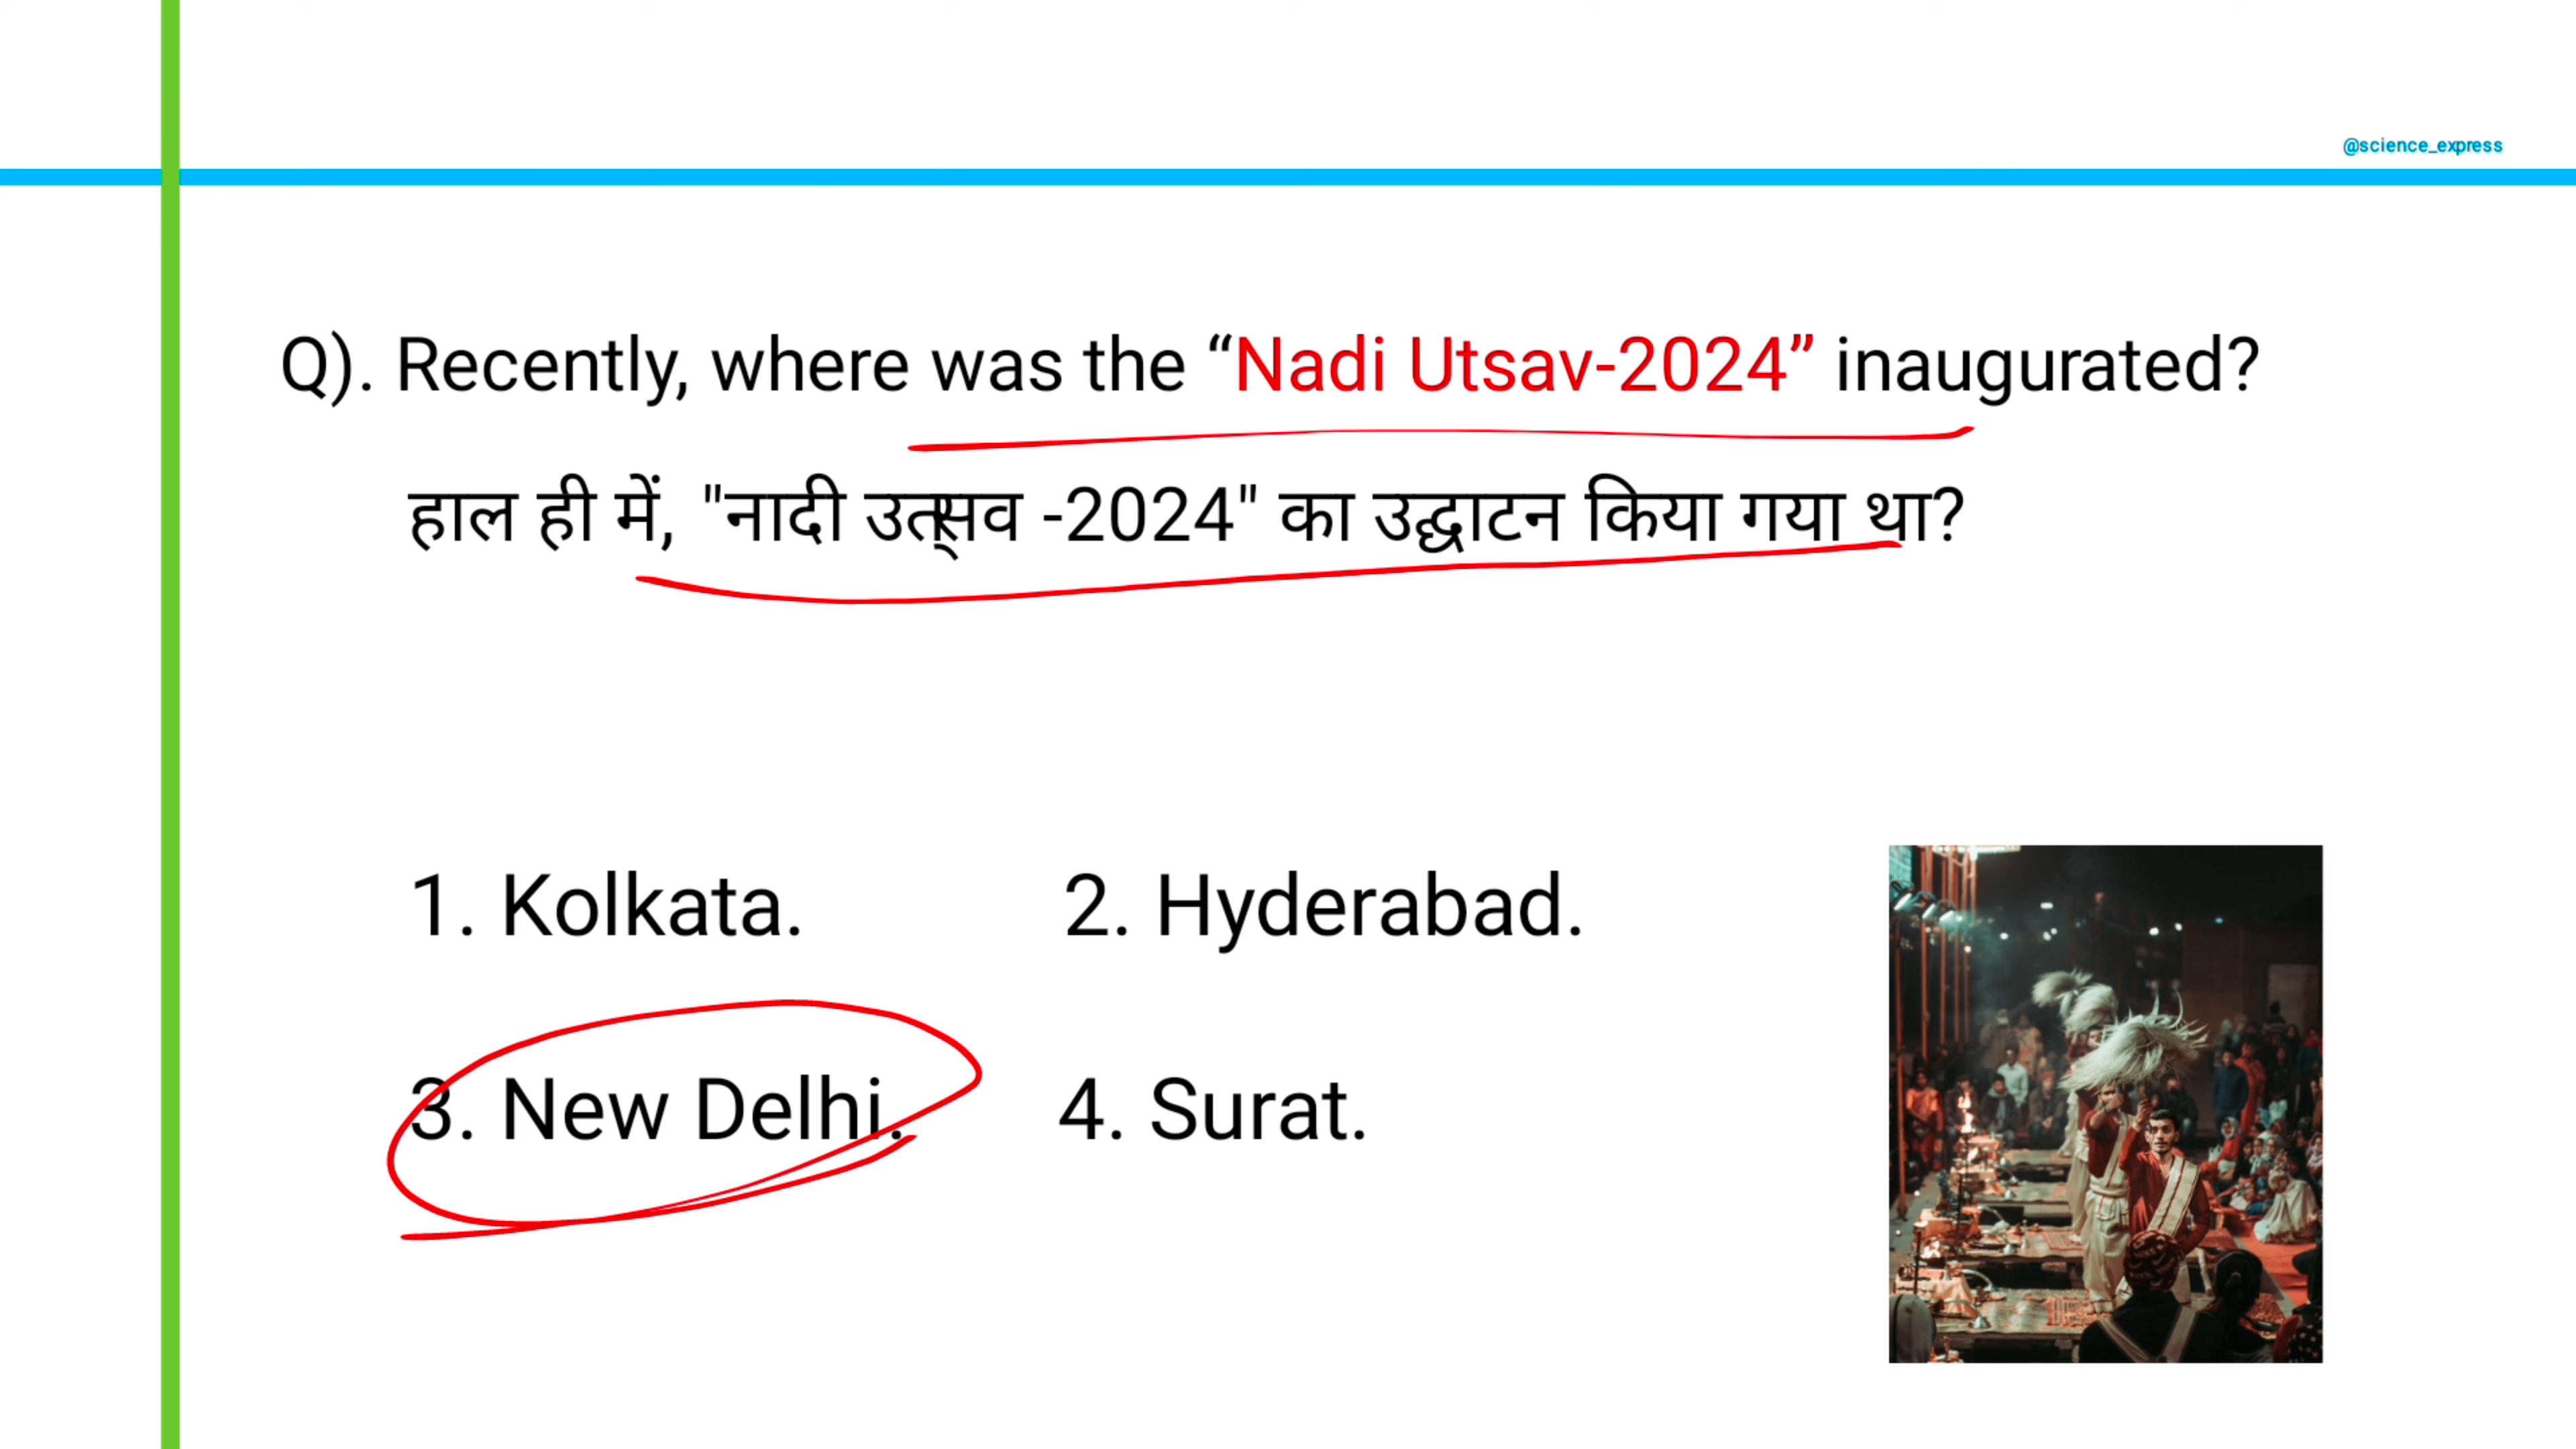 @science_express
Q). Recently, where was the “Nadi Utsav-2024” inaugurated?
हाल ही में, "नादी उत्सव -2024" का उद्घाटन किया गया था?
1. Kolkata. 2. Hyderabad.
3. New Delhi. 4. Surat.